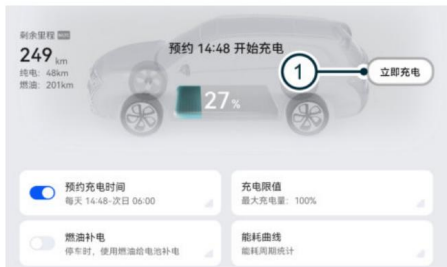 剩余里程
249 km
纯电: 48km
燃油: 201km
预约 14:48 开始充电
1
立即充电
27%
预约充电时间
每天 14:48-次日 06:00
充电限值
最大充电量: 100%
燃油补电
停车时，使用燃油给电池补电
能耗曲线
能耗周期统计